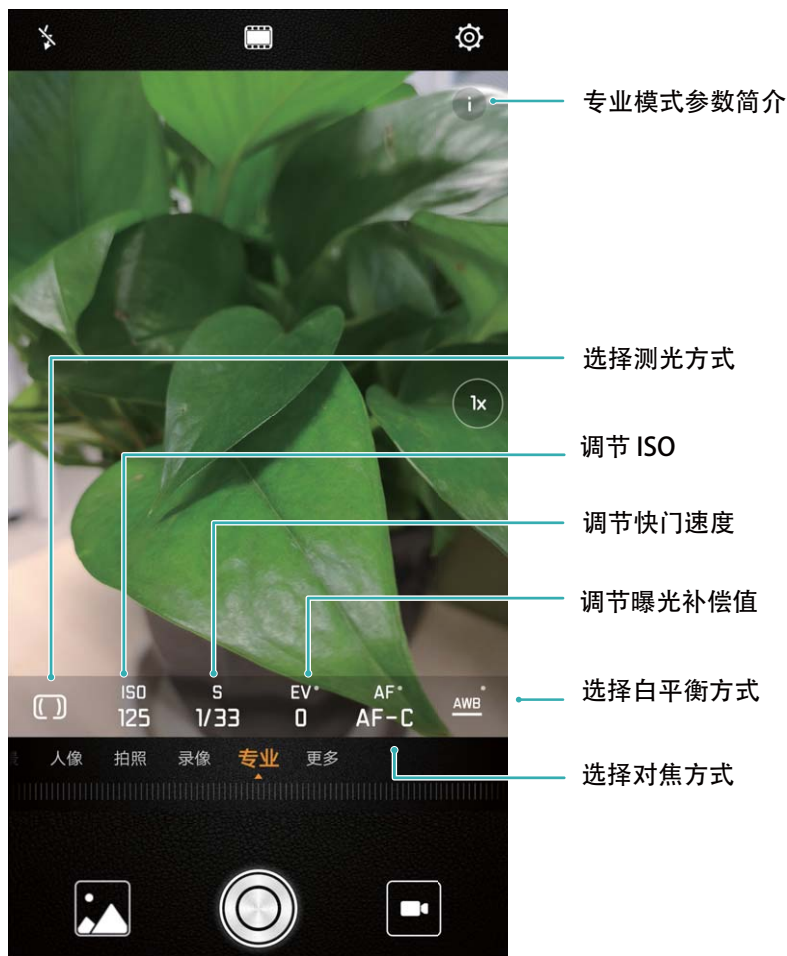 i
专业模式参数简介
选择测光方式
1x
调节 ISO
调节快门速度
调节曝光补偿值
ISO
125
S
1/33
EV
0
AF
AF-C
AWB
选择白平衡方式
人像
拍照
录像
专业
更多
选择对焦方式